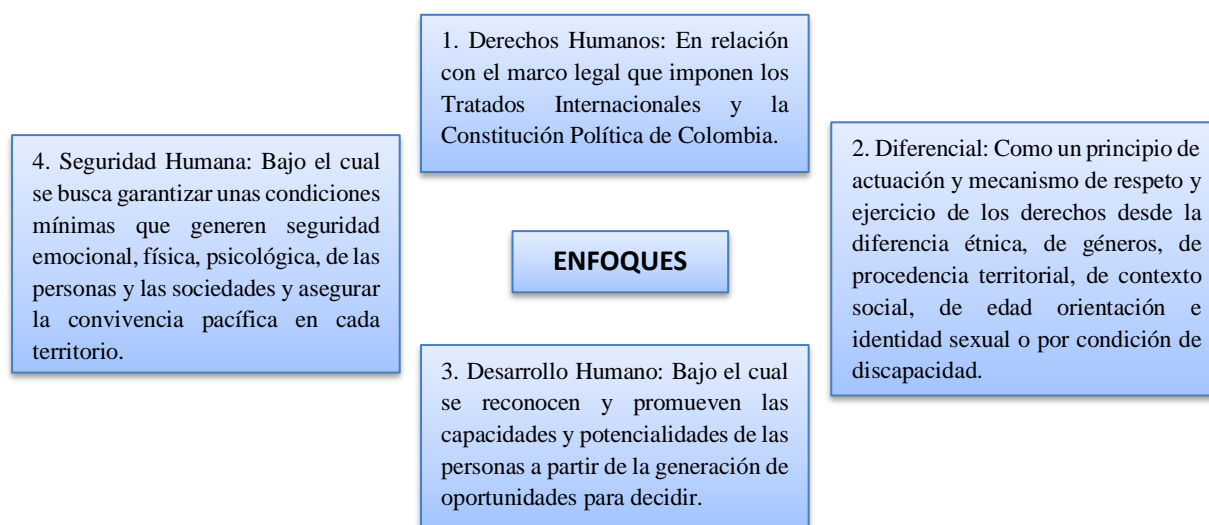 1. Derechos Humanos: En relación
con el marco legal que imponen los
Tratados Internacionales y la
Constitución Política de Colombia.
2. Diferencial: Como un principio de
actuación y mecanismo de respeto y
ejercicio de los derechos desde la
diferencia étnica, de géneros, de
procedencia territorial, de contexto
social, de edad orientación e
identidad sexual o por condición de
discapacidad.
4. Seguridad Humana: Bajo el cual
se busca garantizar unas condiciones
mínimas que generen seguridad
emocional, física, psicológica, de las
personas y las sociedades y asegurar
la convivencia pacífica en cada
territorio.
ENFOQUES
3. Desarrollo Humano: Bajo el cual
se reconocen y promueven las
capacidades y potencialidades de las
personas a partir de la generación de
oportunidades para decidir.